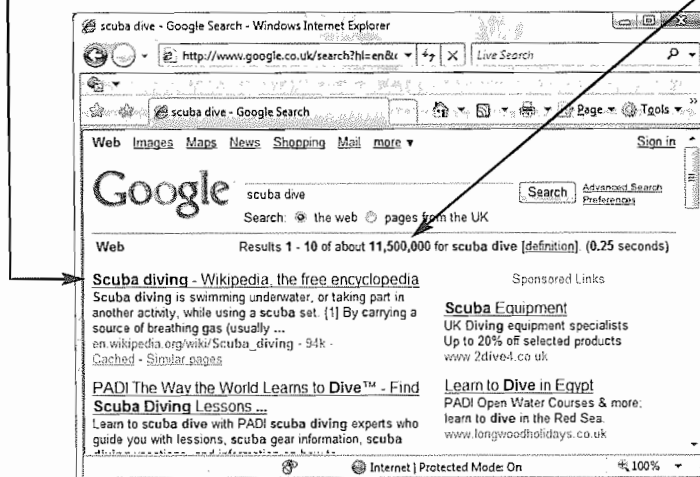 scuba dive - Google Search - Windows Internet Explorer
http://www.google.co.uk/search?hl=en&
Live Search
scuba dive - Google Search
Page Tools
Web Images Maps News Shopping Mail more
Sign in
Google
scuba dive
Search
Advanced Search
Preferences
Search: the web pages from the UK
Web
Results 1 - 10 of about 11,500,000 for scuba dive [definition]. (0.25 seconds)
Scuba diving - Wikipedia, the free encyclopedia
Scuba diving is swimming underwater, or taking part in
another activity, while using a scuba set. {1] By carrying a
source of breathing gas (usually ...
en.wikipedia.org/wiki/Scuba_diving - 94k -
Cached - Similar pages
PADI The Way the World Learns to Dive™ - Find
Scuba Diving Lessons ...
Learn to scuba dive with PADI scuba diving experts who
guide you with lessions, scuba gear information, scuba
Sponsored Links
Scuba Equipment
UK Diving equipment specialists
Up to 20% off selected products
www 2dive4.co uk
Learn to Dive in Egypt
PADI Open Water Courses & more:
learn to dive in the Red Sea.
www.longwoodholidays.co.uk
Internet | Protected Mode: On
100%